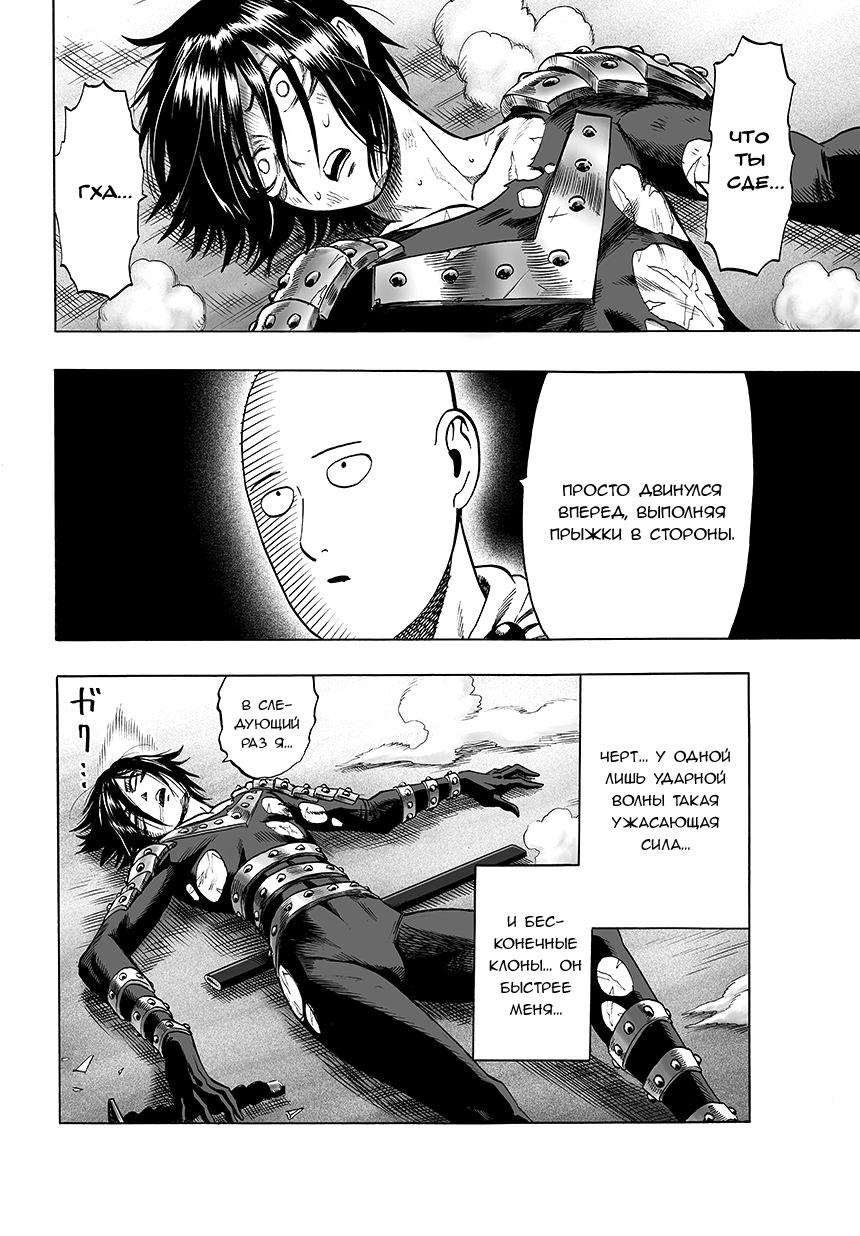 ЧТО
ТЫ
СДЕ...
ГХА...
ПРОСТО ДВИНУЛСЯ
ВПЕРЕД, ВЫПОЛНЯЯ
ПРЫЖКИ В СТОРОНЫ.
ЧЕРТ... У ОДНОЙ
ЛИШЬ УДАРНОЙ
ВОЛНЫ ТАКАЯ
УЖАСАЮЩАЯ
СИЛА...
И БЕС-
КОНЕЧНЫЕ
КЛОНЫ... ОН
БЫСТРЕЕ
МЕНЯ...
В СЛЕ-
ДУЮЩИЙ
РАЗ Я...
ガク…